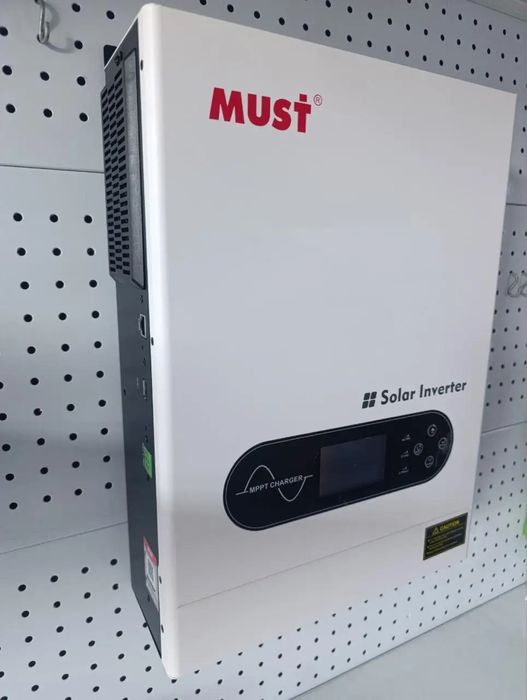 MUST®
Solar Inverter
MPPT CHARGER
CAUTION